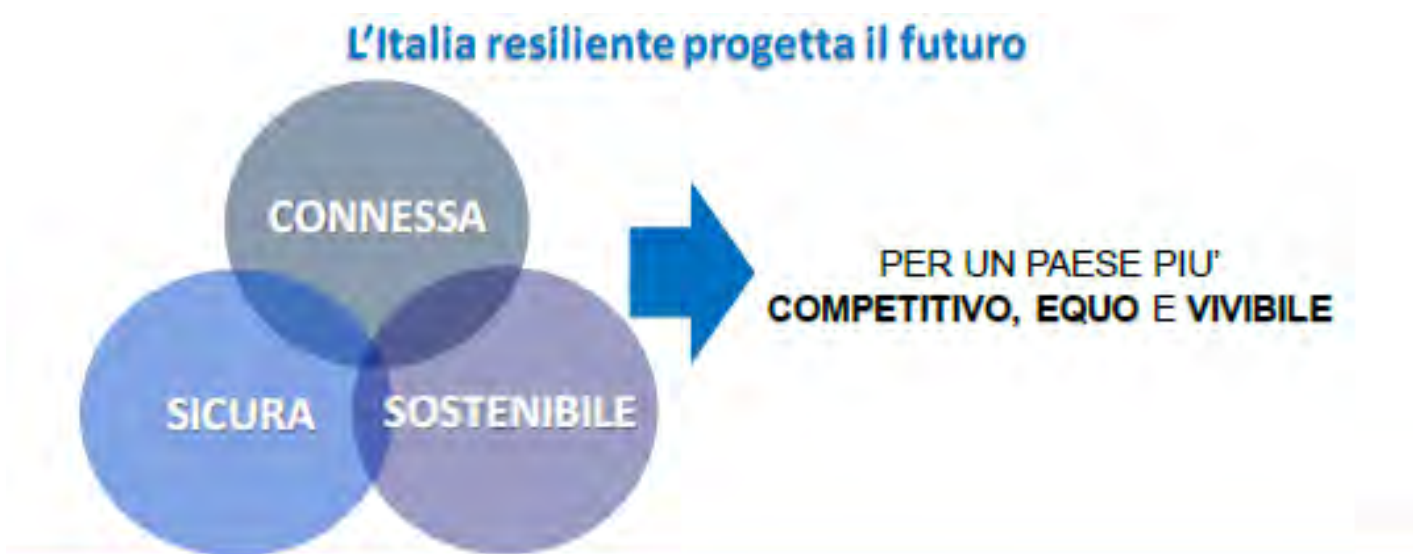 L'Italia resiliente progetta il futuro
CONNESSA
SICURA
SOSTENIBILE
PER UN PAESE PIU'
COMPETITIVO, EQUO E VIVIBILE